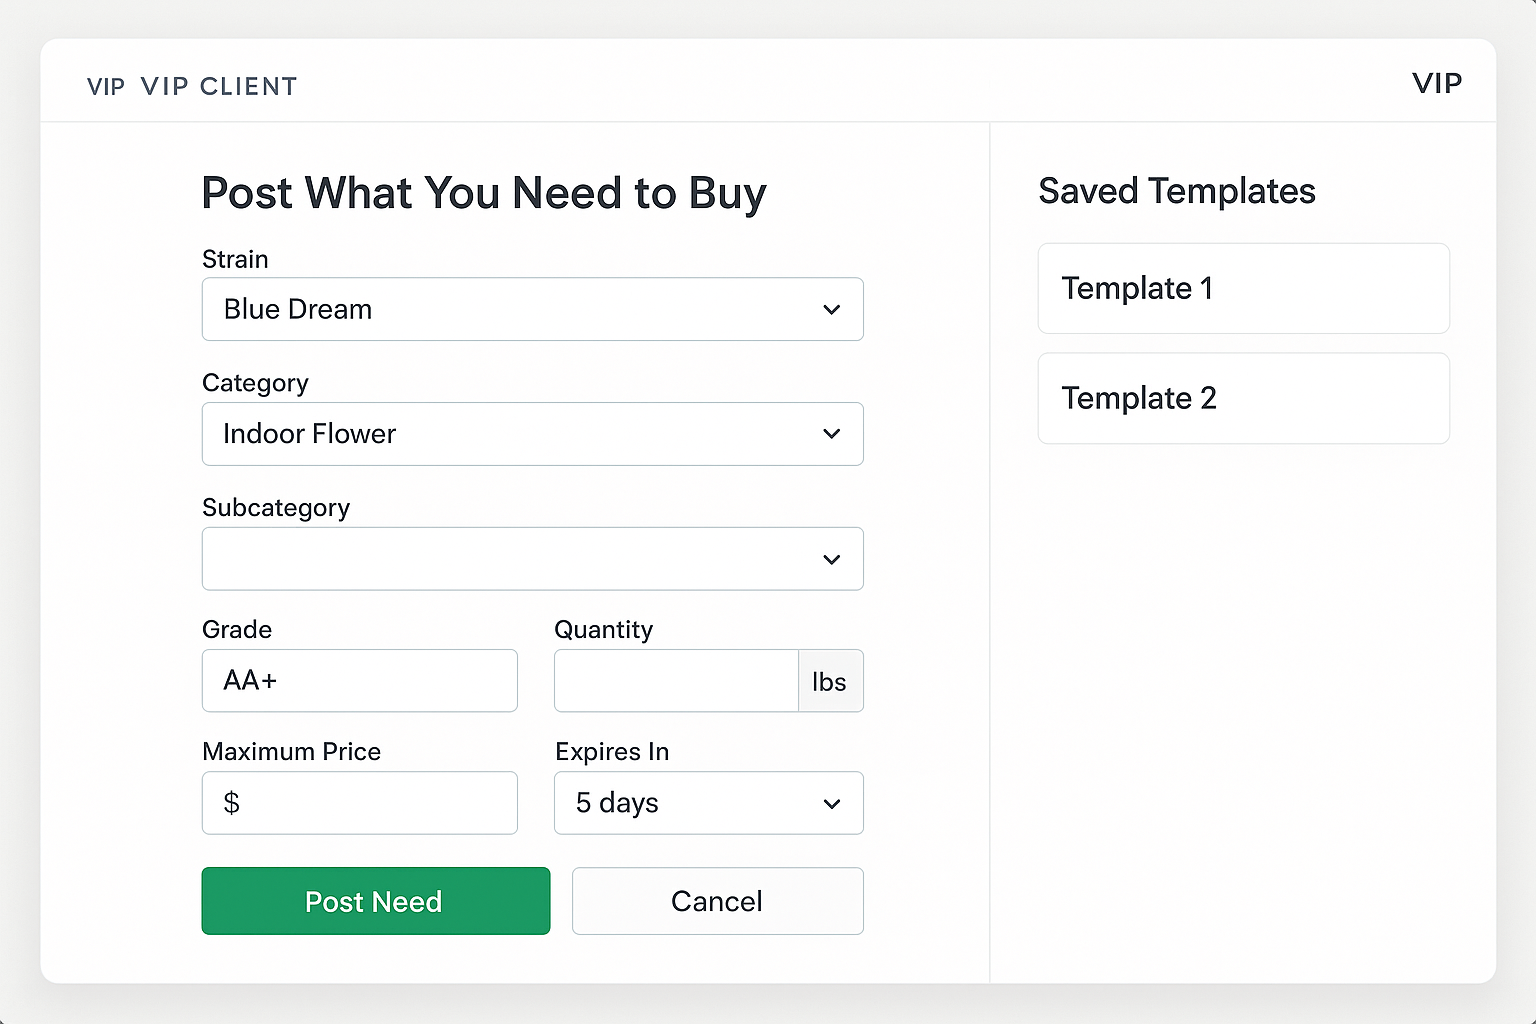 VIP VIP CLIENT
VIP
Post What You Need to Buy
Strain
Blue Dream
Category
Indoor Flower
Subcategory
Grade
Quantity
AA+
lbs
Maximum Price
Expires In
$
5 days
Post Need
Cancel
Saved Templates
Template 1
Template 2